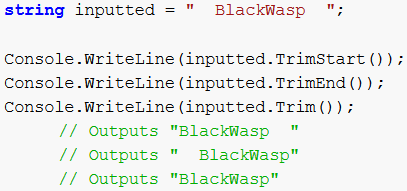 string inputted = "  BlackWasp  ";

Console.WriteLine(inputted.TrimStart());
Console.WriteLine(inputted.TrimEnd());
Console.WriteLine(inputted.Trim());
     // Outputs "BlackWasp  "
     // Outputs "  BlackWasp"
     // Outputs "BlackWasp"